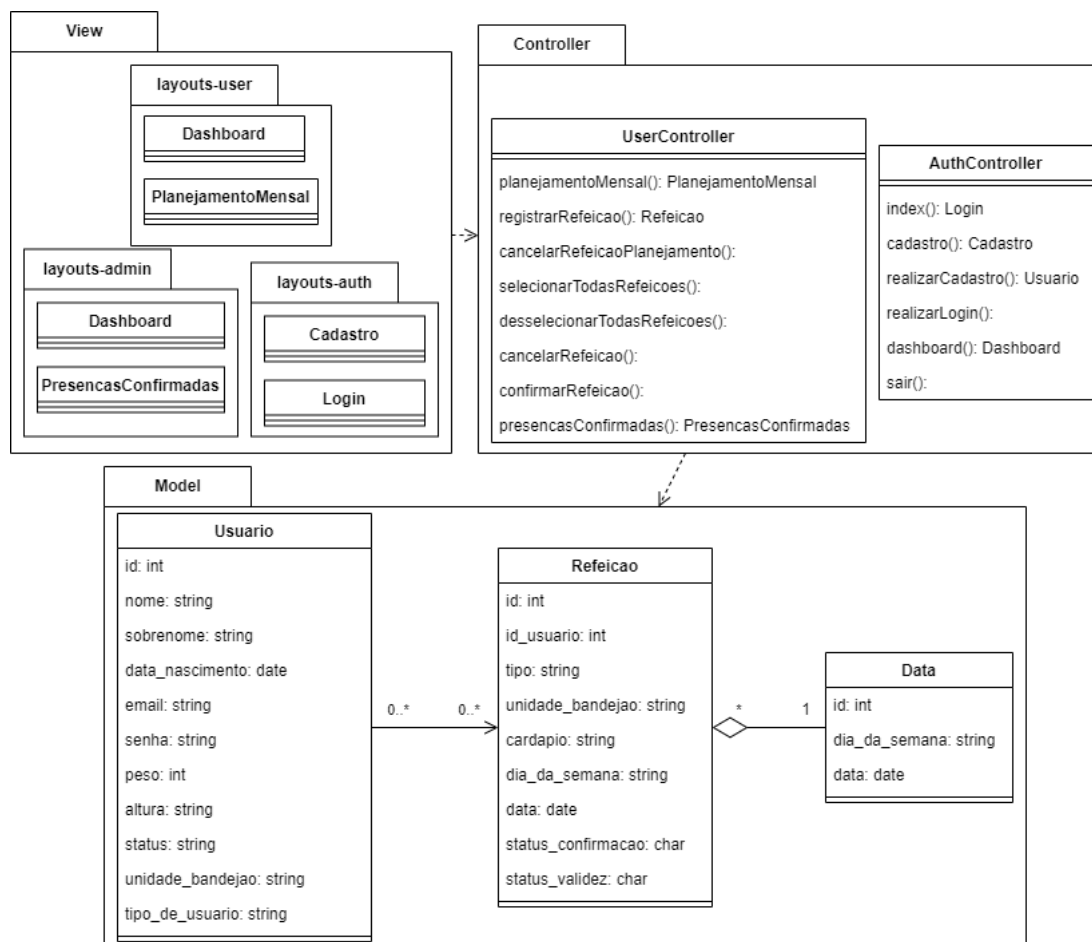 View
layouts-user
Dashboard
PlanejamentoMensal
layouts-admin
Dashboard
PresencasConfirmadas
layouts-auth
Cadastro
Login
Controller
UserController
planejamentoMensal(): PlanejamentoMensal
registrarRefeicao(): Refeicao
cancelarRefeicaoPlanejamento():
selecionarTodasRefeicoes():
desselecionarTodasRefeicoes():
cancelarRefeicao():
confirmarRefeicao():
presencasConfirmadas(): PresencasConfirmadas
AuthController
index(): Login
cadastro(): Cadastro
realizarCadastro(): Usuario
realizarLogin():
dashboard(): Dashboard
sair():
Model
Usuario
id: int
nome: string
sobrenome: string
data_nascimento: date
email: string
senha: string
peso: int
altura: string
status: string
unidade_bandejao: string
tipo_de_usuario: string
0..*
0..*
Refeicao
id: int
id_usuario: int
tipo: string
unidade_bandejao: string
cardapio: string
dia_da_semana: string
data: date
status_confirmacao: char
status_validez: char
*
1
Data
id: int
dia_da_semana: string
data: date